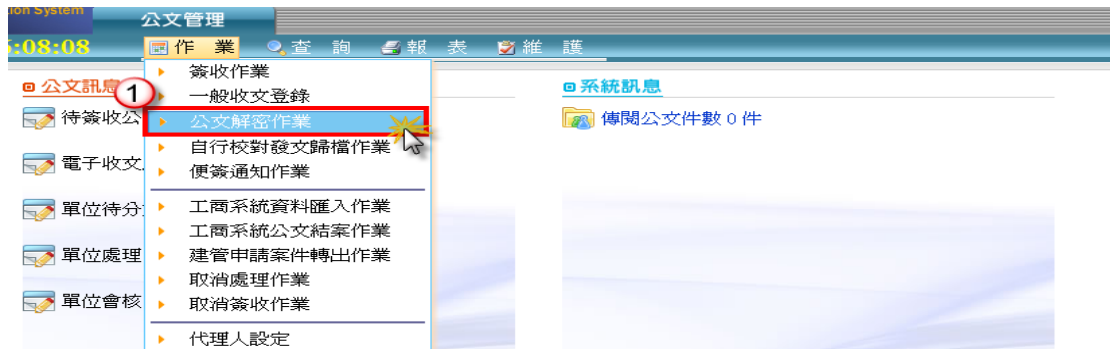 ion System
公文管理
:08:08
作 業
查 詢
報 表
維 護
公文訊息
1
待簽收公
電子收文
單位待分
單位處理
單位會核
簽收作業
一般收文登錄
公文解密作業
自行校對發文歸檔作業
便簽通知作業
工商系統資料匯入作業
工商系統公文結案作業
建管申請案件轉出作業
取消處理作業
取消簽收作業
代理人設定
系統訊息
傳閱公文件數 0 件